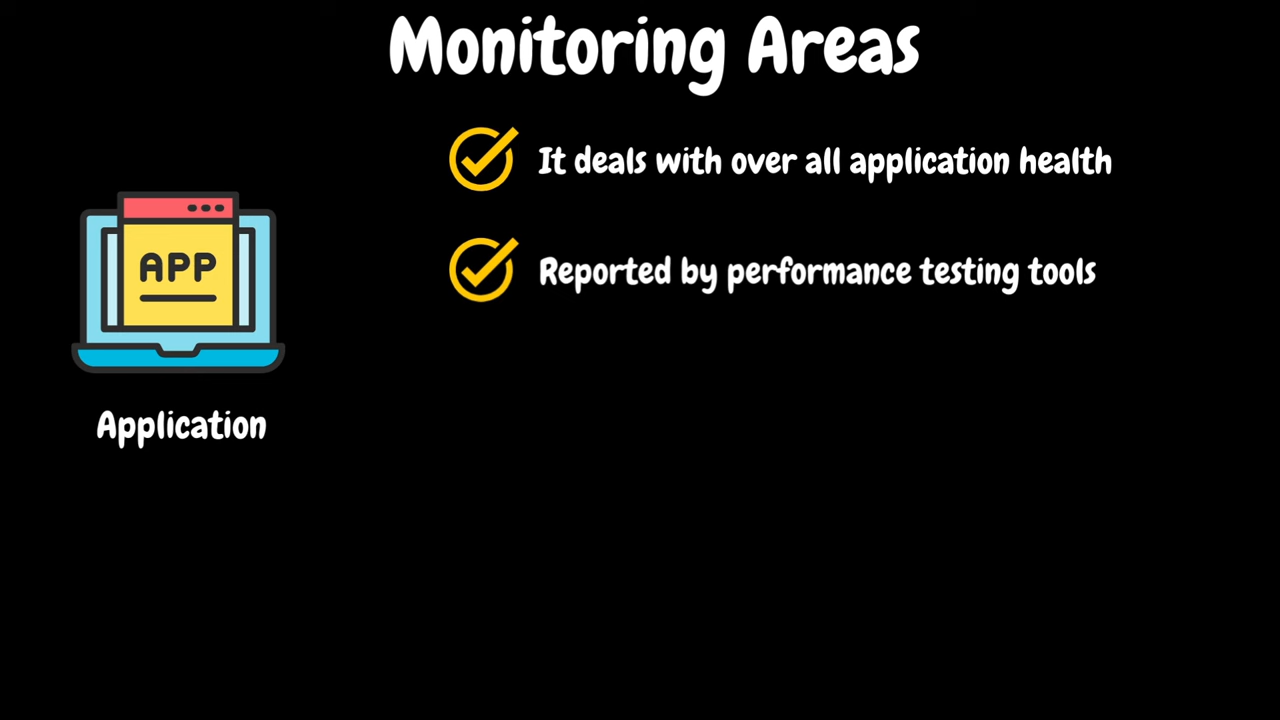 Monitoring Areas
It deals with over all application health
Reported by performance testing tools
APP
Application